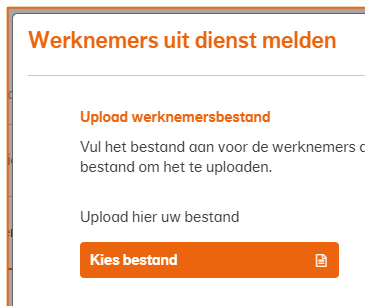 Werknemers uit dienst melden
Upload werknemersbestand
Vul het bestand aan voor de werknemers
bestand om het te uploaden.
Upload hier uw bestand
Kies bestand